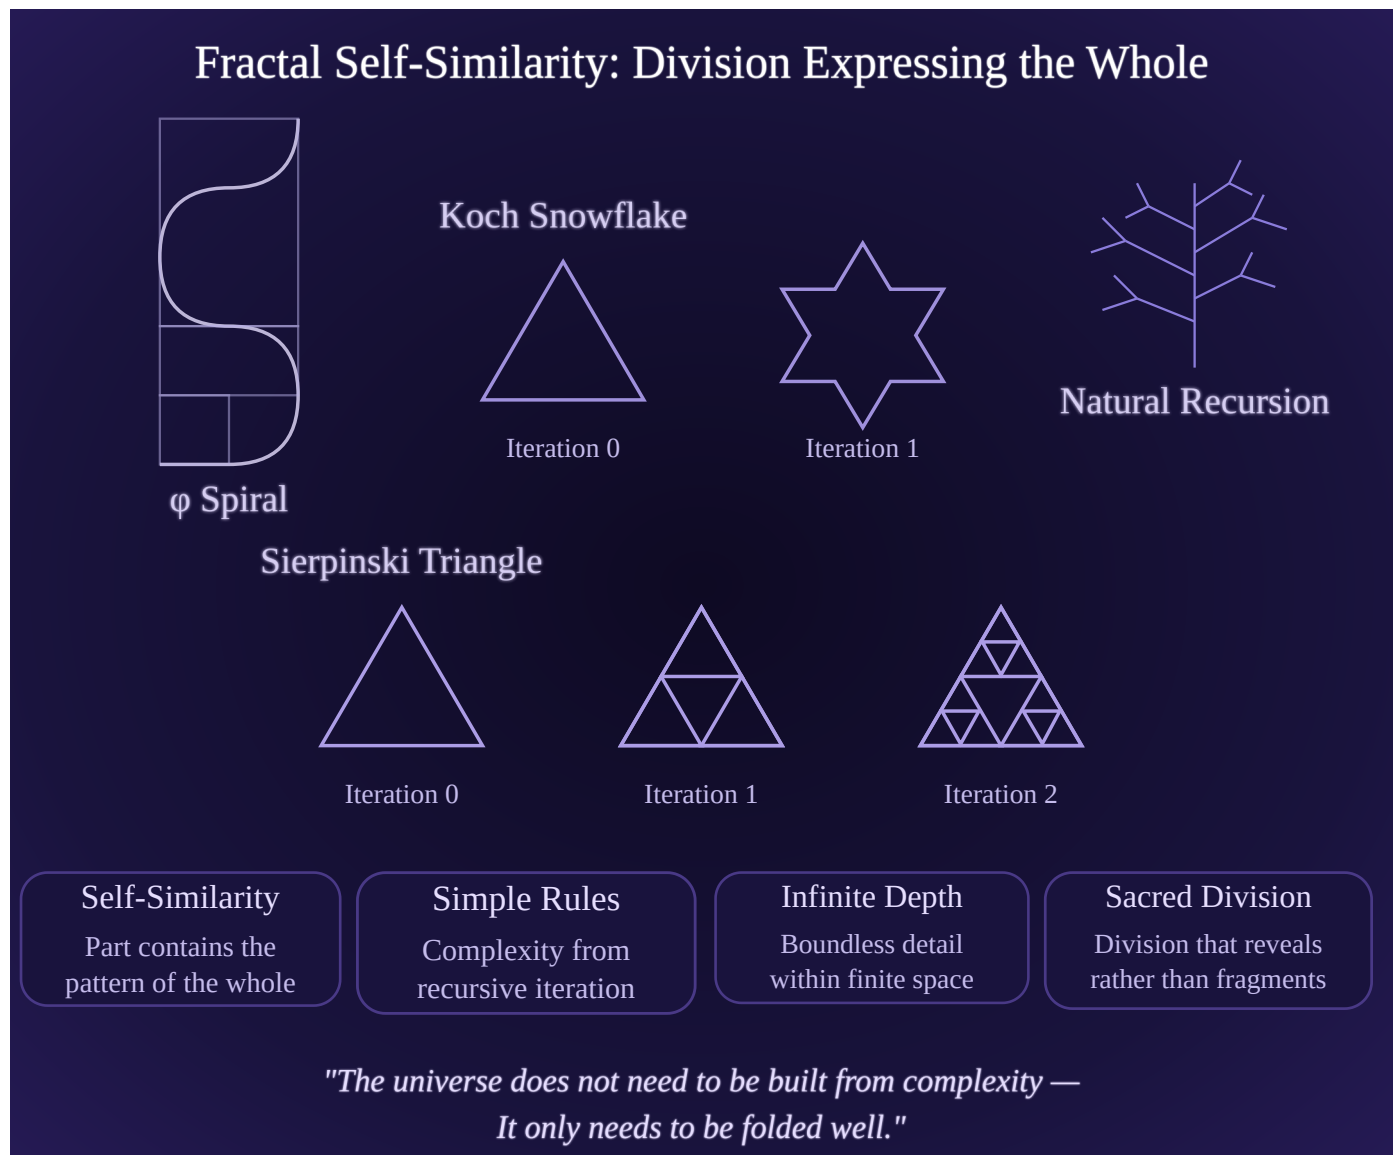 Fractal Self-Similarity: Division Expressing the Whole
Koch Snowflake
Natural Recursion
Iteration 0
Iteration 1
φ Spiral
Sierpinski Triangle
Iteration 0
Iteration 1
Iteration 2
Self-Similarity
Part contains the
pattern of the whole
Simple Rules
Complexity from
recursive iteration
Infinite Depth
Boundless detail
within finite space
Sacred Division
Division that reveals
rather than fragments
"The universe does not need to be built from complexity —
It only needs to be folded well."